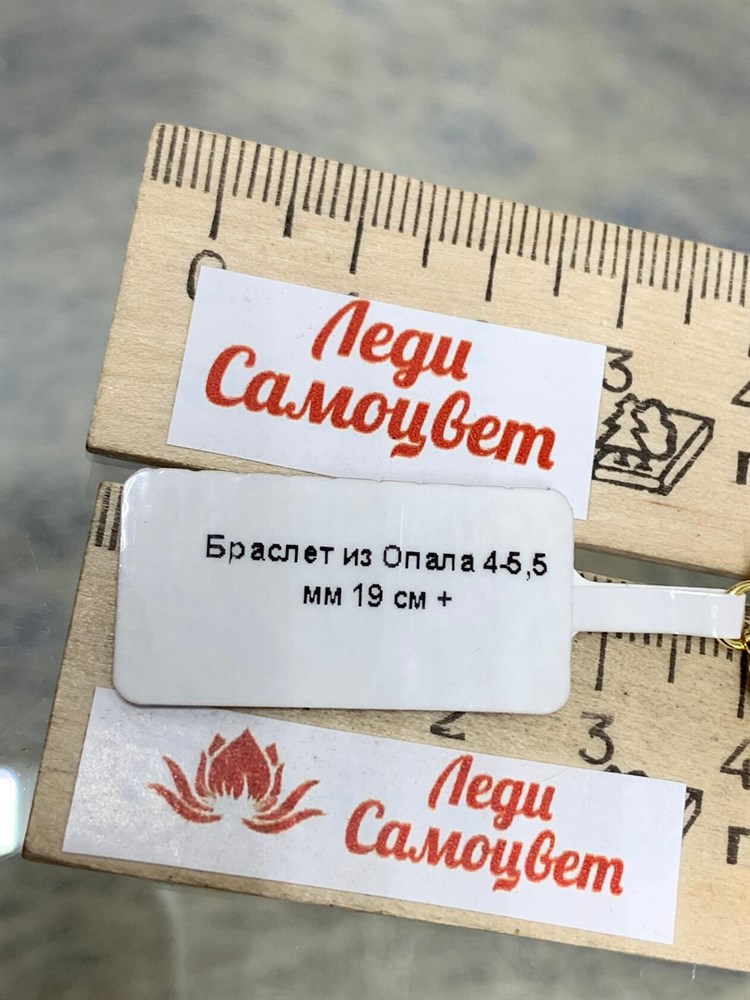 0
Леди
Самоцвет
3
Браслет из Опала 4-5,5
мм 19 см +
2
3
4
Леди
Самоцвет